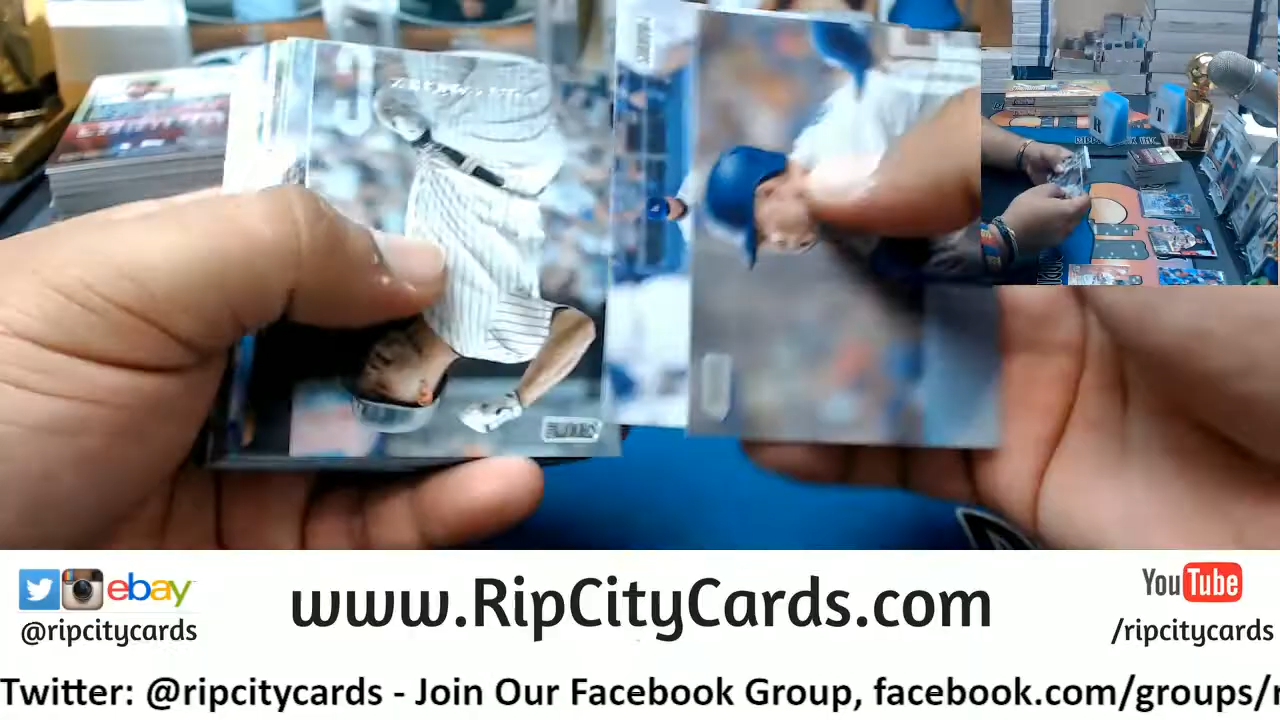 ebay
@ripcitycards
www.RipCityCards.com
YouTube
/ripcitycards
Twitter: @ripcitycards - Join Our Facebook Group, facebook.com/groups/r